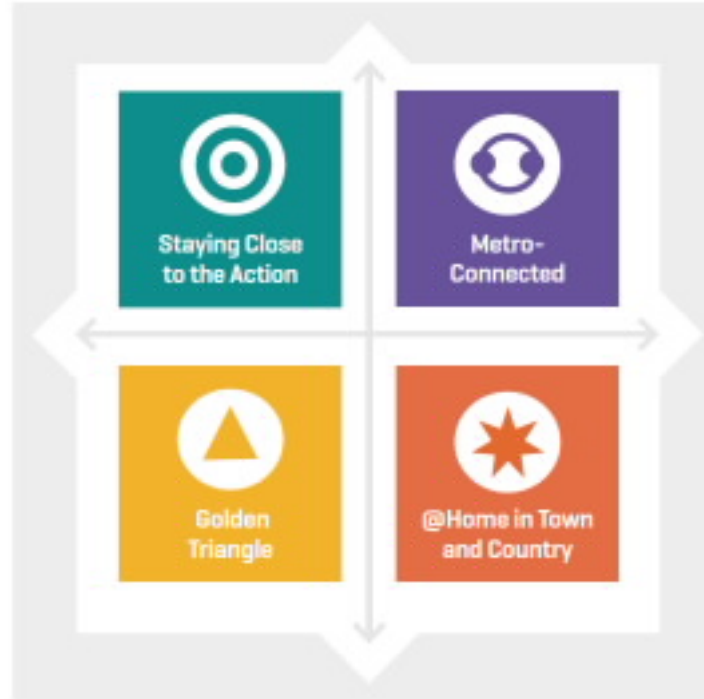 Staying Close
to the Action
Metro-
Connected
Golden
Triangle
@Home in Town
and Country